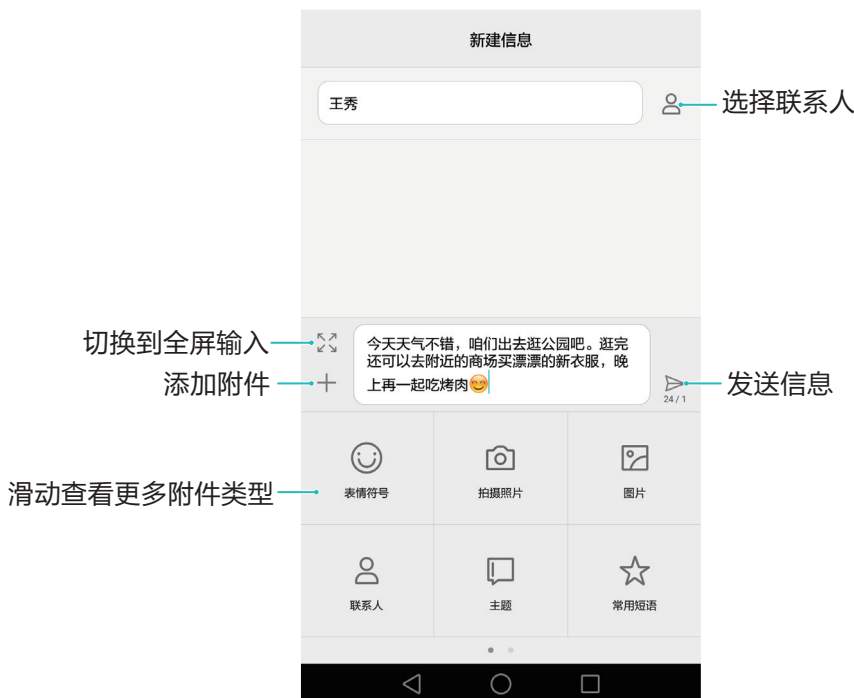 新建信息
王秀
选择联系人
切换到全屏输入
添加附件
今天天气不错，咱们出去逛公园吧。逛完
还可以去附近的商场买漂漂的新衣服，晚
上再一起吃烤肉😊
发送信息
24 / 1
滑动查看更多附件类型
表情符号
拍摄照片
图片
联系人
主题
常用短语